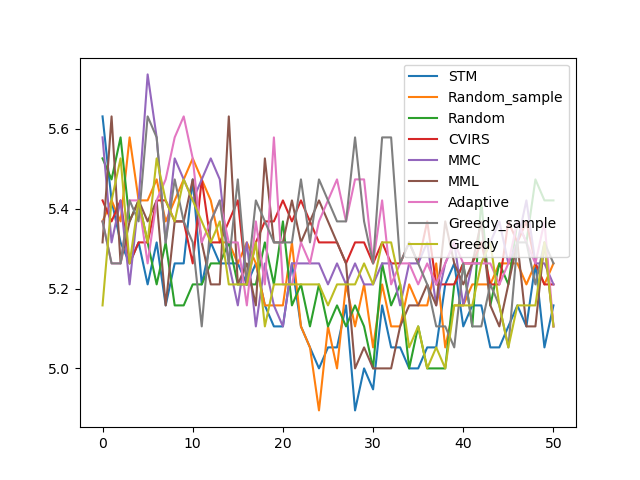 5.6
5.4
5.2
5.0
0
10
20
30
40
50
STM
Random_sample
Random
CVIRS
MMC
MML
Adaptive
Greedy_sample
Greedy